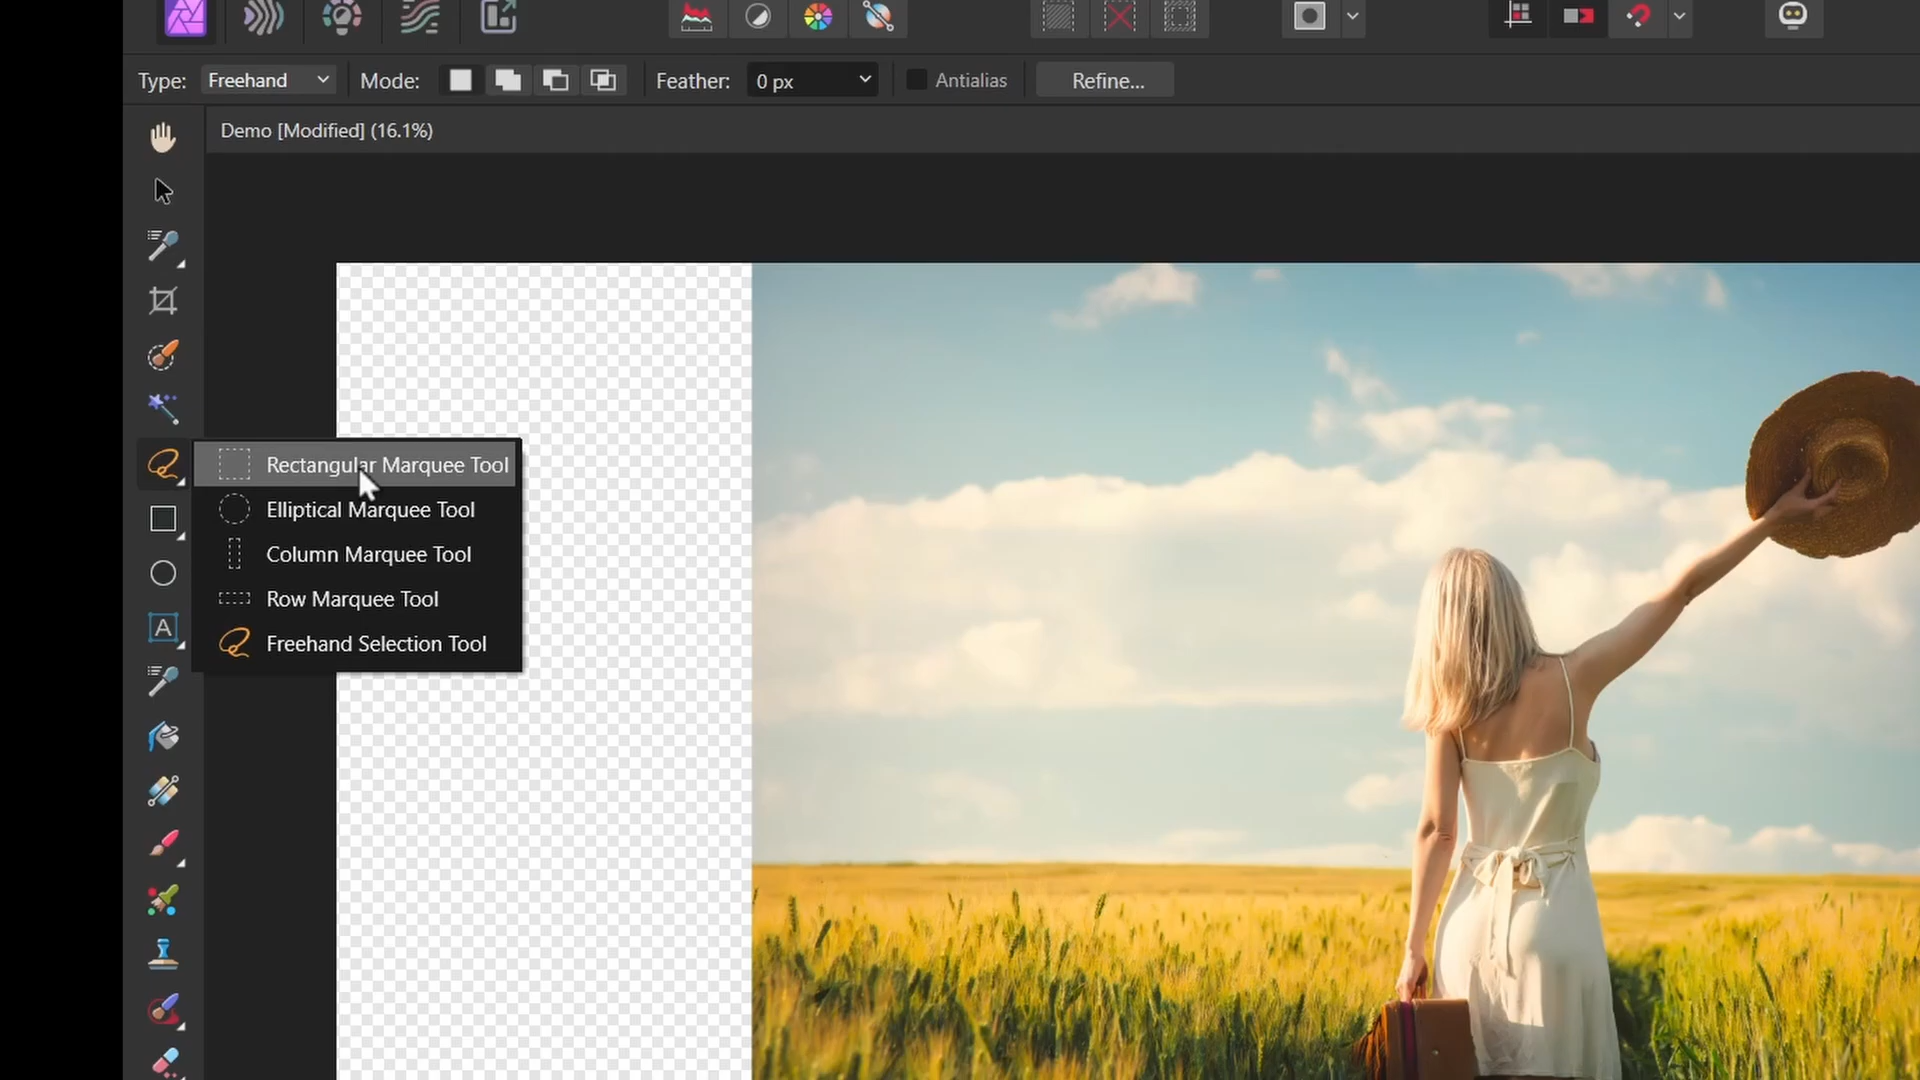 Type: Freehand Mode: Feather: 0 px Antialias Refine...
Demo [Modified] (16.1%)
Rectangular Marquee Tool
Elliptical Marquee Tool
Column Marquee Tool
Row Marquee Tool
Freehand Selection Tool
A